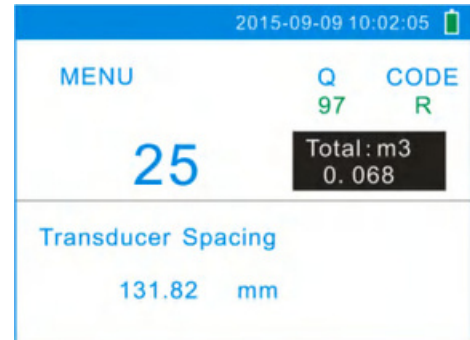 2015-09-09 10:02:05
MENU Q CODE
97 R
25
Total:m3
0.068
Transducer Spacing
131.82 mm